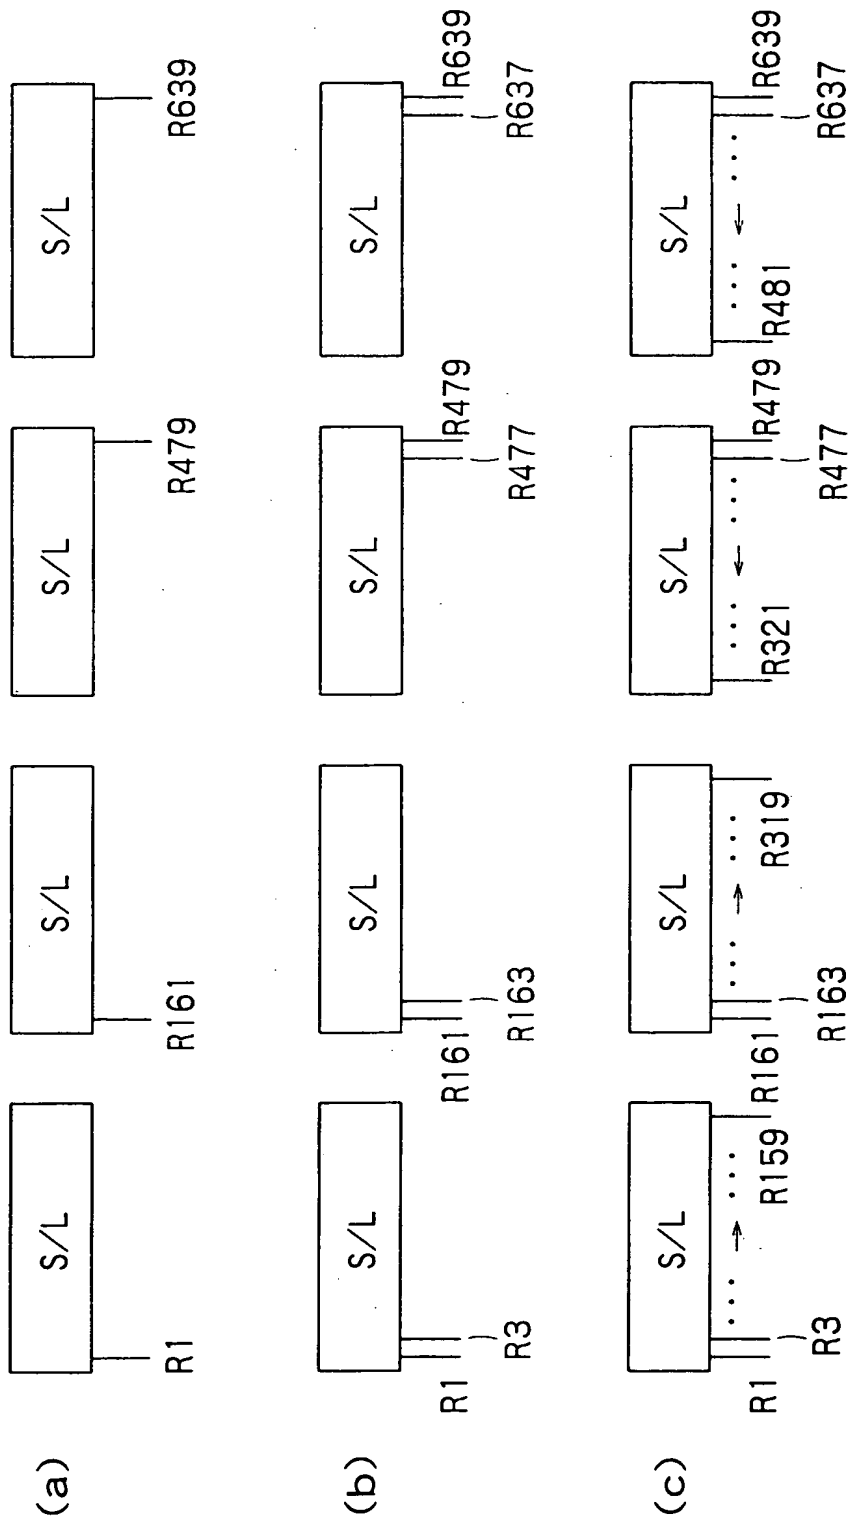 (a)
S/L S/L S/L S/L
R1 R161 R479 R639
(b)
S/L S/L S/L S/L
R1 R161 R479 R639
R3 R163 R477 R637
(c)
S/L S/L S/L S/L
··· → ··· ··· → ··· ··· ← ··· ··· ← ···
R1 R159 R161 R319 R321 R479 R481 R639
R3 R163 R477 R637